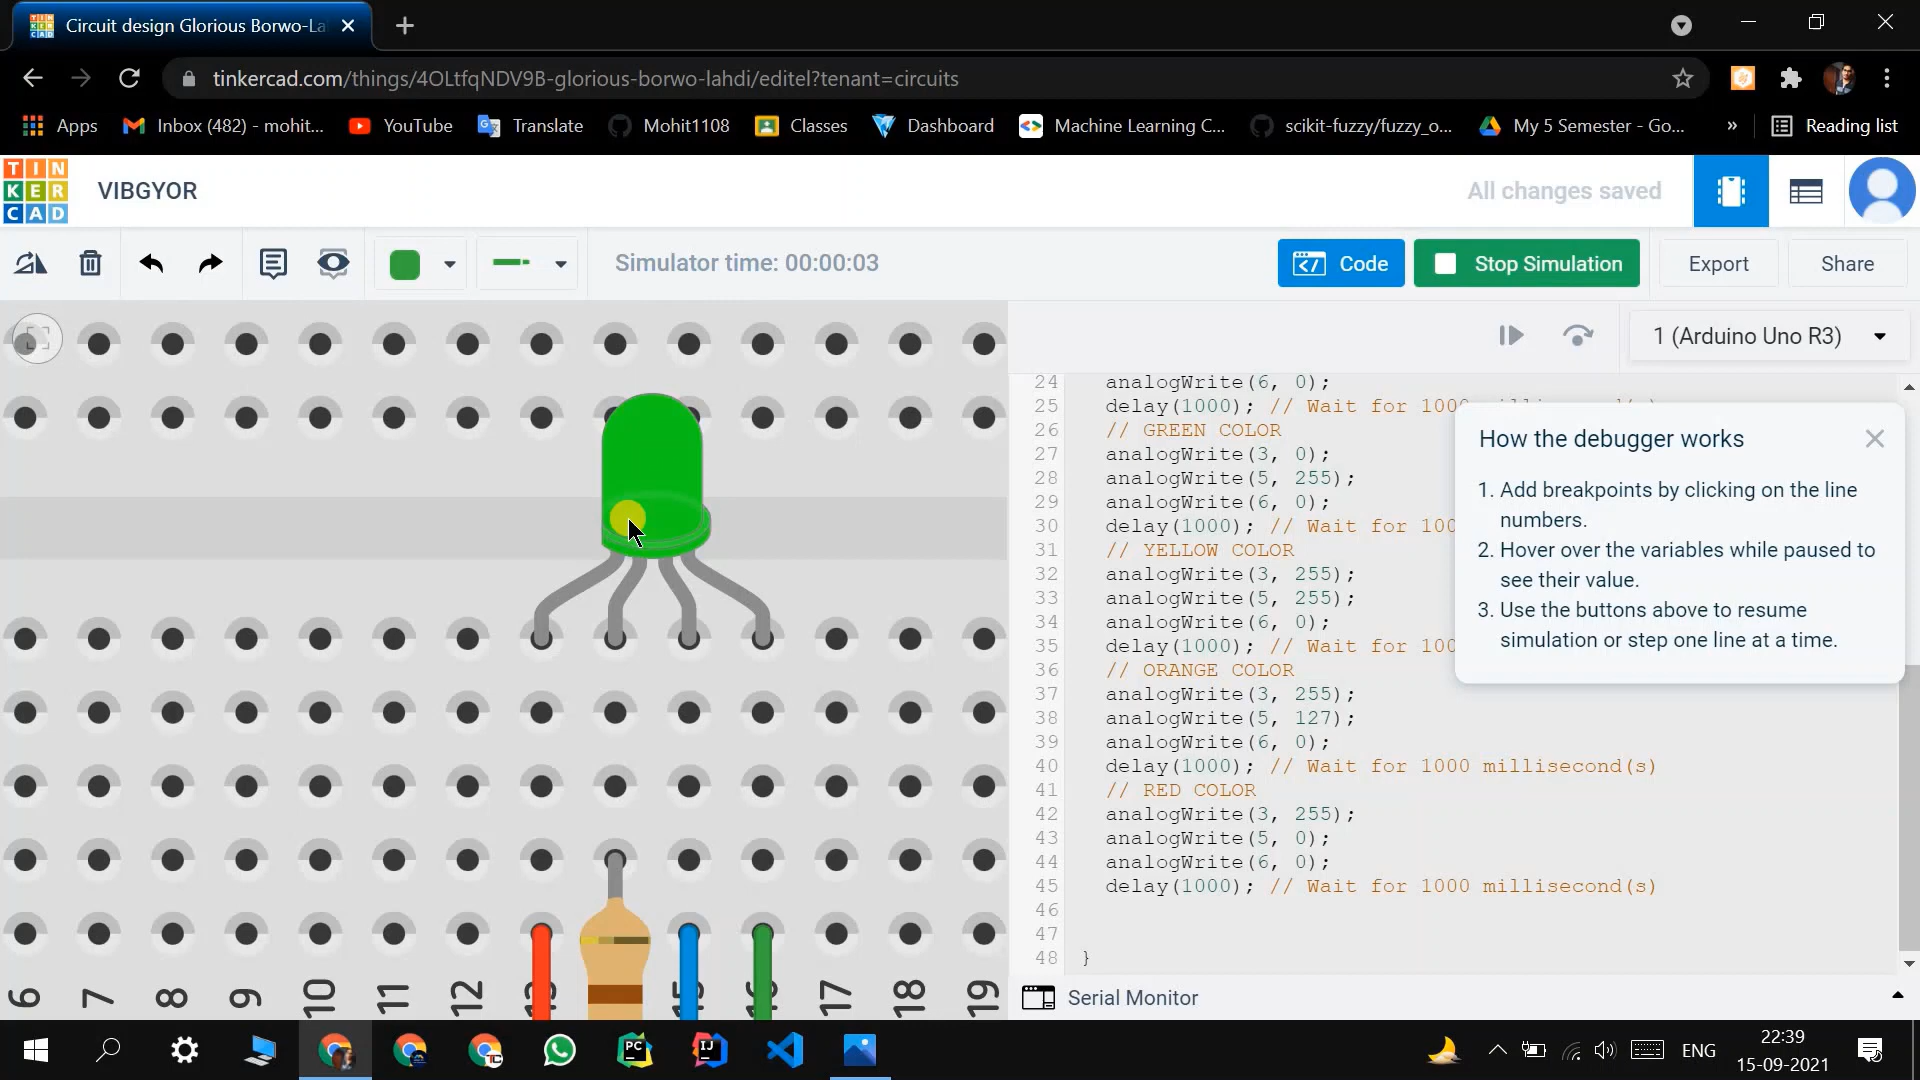 Circuit design Glorious Borwo-La
tinkercad.com/things/4OLtfqNDV9B-glorious-borwo-lahdi/editel?tenant=circuits
Apps
Inbox (482) - mohit...
YouTube
Translate
Mohit1108
Classes
Dashboard
Machine Learning C...
scikit-fuzzy/fuzzy_o...
My 5 Semester - Go...
»
Reading list
TIN
KER
CAD
VIBGYOR
All changes saved
Simulator time: 00:00:03
Code
Stop Simulation
Export
Share
1 (Arduino Uno R3)
24 analogWrite(6, 0);
25 delay(1000); // Wait for 100
26 // GREEN COLOR
27 analogWrite(3, 0);
28 analogWrite(5, 255);
29 analogWrite(6, 0);
30 delay(1000); // Wait for 100
31 // YELLOW COLOR
32 analogWrite(3, 255);
33 analogWrite(5, 255);
34 analogWrite(6, 0);
35 delay(1000); // Wait for 100
36 // ORANGE COLOR
37 analogWrite(3, 255);
38 analogWrite(5, 127);
39 analogWrite(6, 0);
40 delay(1000); // Wait for 1000 millisecond(s)
41 // RED COLOR
42 analogWrite(3, 255);
43 analogWrite(5, 0);
44 analogWrite(6, 0);
45 delay(1000); // Wait for 1000 millisecond(s)
46
47
48 }
How the debugger works
1. Add breakpoints by clicking on the line
numbers.
2. Hover over the variables while paused to
see their value.
3. Use the buttons above to resume
simulation or step one line at a time.
6 7 8 9 10 11 12 13 15 16 17 18 19
Serial Monitor
TC
PC
IJ
ENG
22:39
15-09-2021